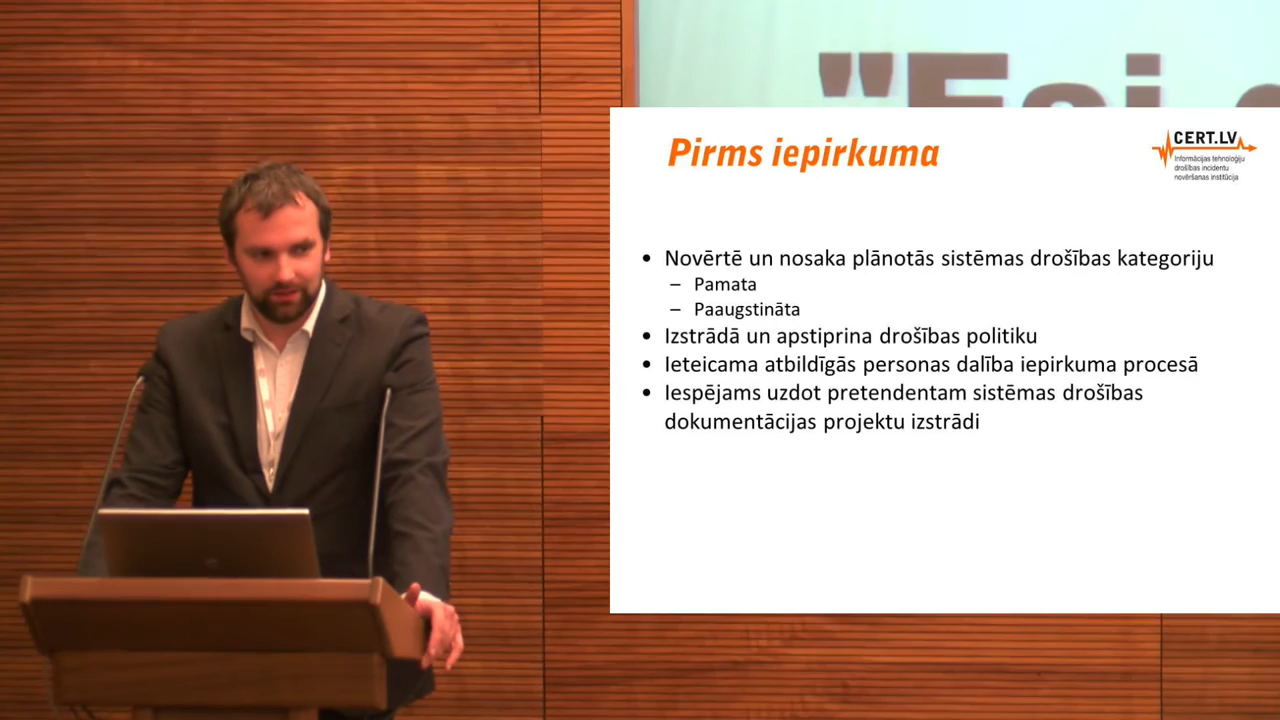 "Esi
Pirms iepirkuma
CERT.LV
Informācijas tehnoloģiju
drošības incidentu
novēršanas institūcija
• Novērtē un nosaka plānotās sistēmas drošības kategoriju
– Pamata
– Paaugstināta
• Izstrādā un apstiprina drošības politiku
• Ieteicama atbildīgās personas dalība iepirkuma procesā
• Iespējams uzdot pretendentam sistēmas drošības
dokumentācijas projektu izstrādi